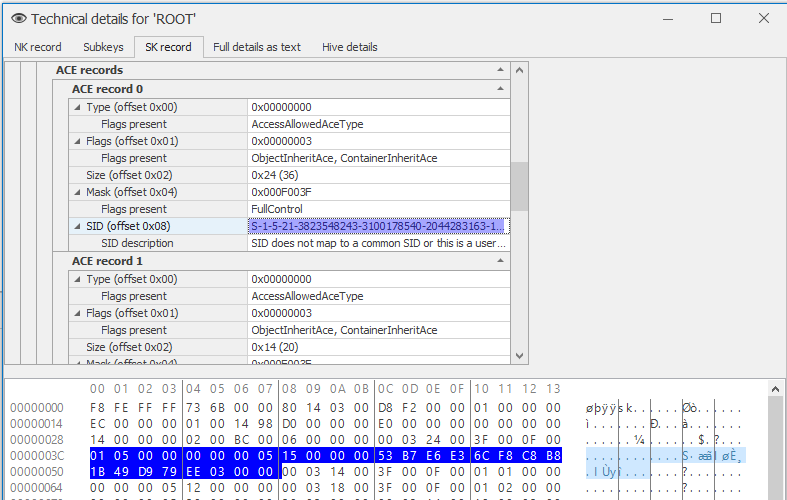 Technical details for 'ROOT'
NK record Subkeys SK record Full details as text Hive details
ACE records
ACE record 0
Type (offset 0x00) 0x00000000
Flags present AccessAllowedAceType
Flags (offset 0x01) 0x00000003
Flags present ObjectInheritAce, ContainerInheritAce
Size (offset 0x02) 0x24 (36)
Mask (offset 0x04) 0x000F003F
Flags present FullControl
SID (offset 0x08) S-1-5-21-3823548243-3100178540-2044283163-1...
SID description SID does not map to a common SID or this is a user...
ACE record 1
Type (offset 0x00) 0x00000000
Flags present AccessAllowedAceType
Flags (offset 0x01) 0x00000003
Flags present ObjectInheritAce, ContainerInheritAce
Size (offset 0x02) 0x14 (20)
Mask (offset 0x04) 0x000F003F
00 01 02 03 04 05 06 07 08 09 0A 0B 0C 0D 0E 0F 10 11 12 13
00000000 F8 FE FF FF 73 6B 00 00 80 14 03 00 D8 F2 00 00 01 00 00 00 øþÿÿsk......Øò......
00000014 EC 00 00 00 01 00 14 98 D0 00 00 00 E0 00 00 00 14 00 00 00 ì.......Ð...à.......
00000028 14 00 00 00 02 00 BC 00 06 00 00 00 00 03 24 00 3F 00 0F 00 ......¼.......$.?...
0000003C 01 05 00 00 00 00 00 05 15 00 00 00 53 B7 E6 E3 6C F8 C8 B8 ............S·æãløÈ¸
00000050 1B 49 D9 79 EE 03 00 00 00 03 14 00 3F 00 0F 00 01 01 00 00 .IÙyî.......?.......
00000064 00 00 00 05 12 00 00 00 00 03 18 00 3F 00 0F 00 01 02 00 00 ............?.......